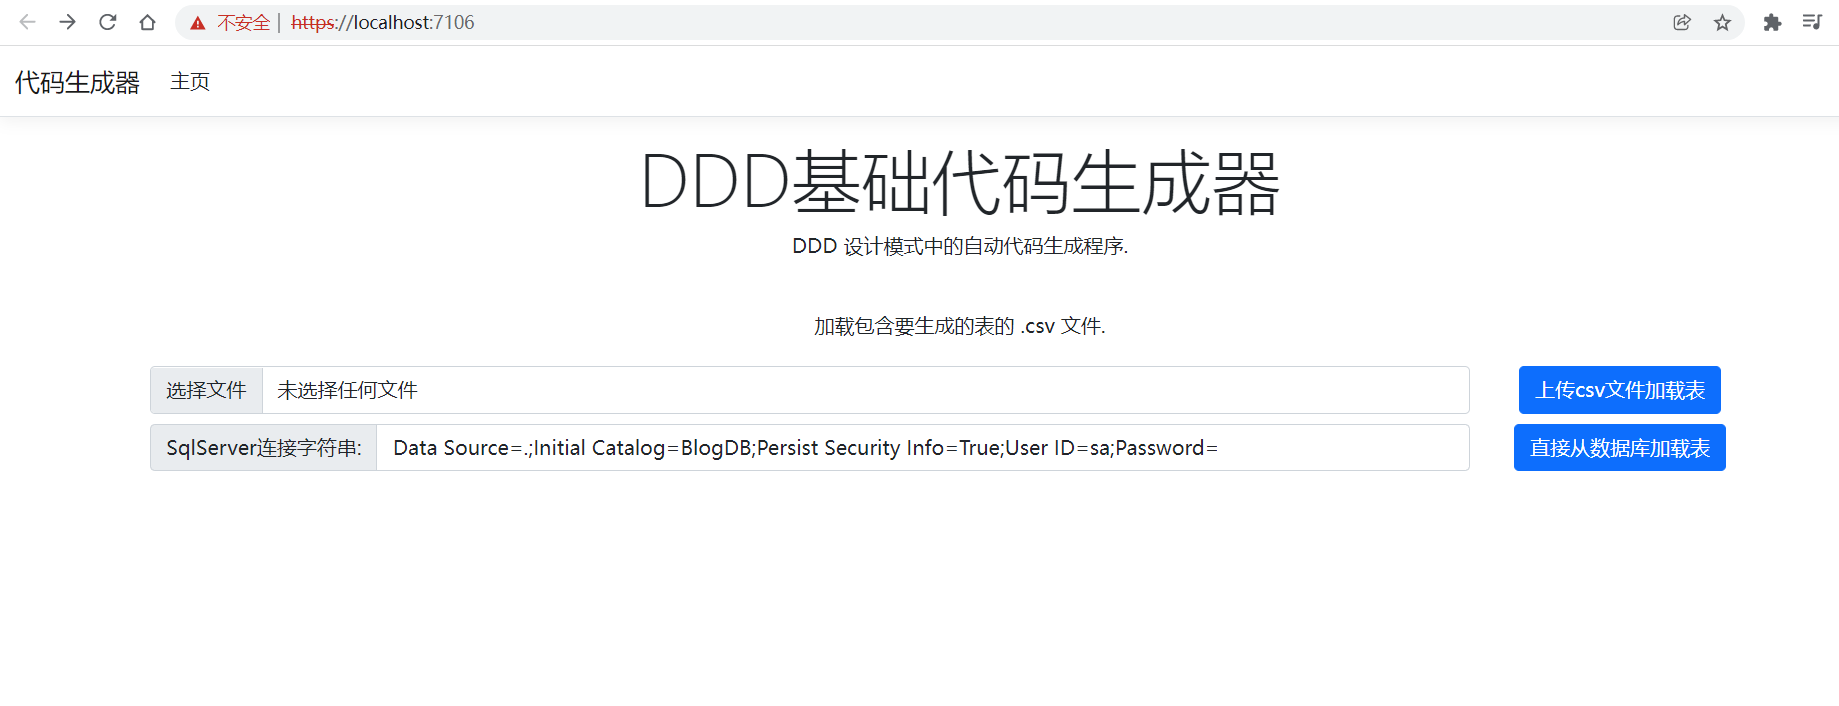 不安全 | https://localhost:7106
代码生成器 主页
DDD基础代码生成器
DDD 设计模式中的自动代码生成程序.
加载包含要生成的表的 .csv 文件.
选择文件 未选择任何文件 上传csv文件加载表
SqlServer连接字符串: Data Source=.;Initial Catalog=BlogDB;Persist Security Info=True;User ID=sa;Password= 直接从数据库加载表